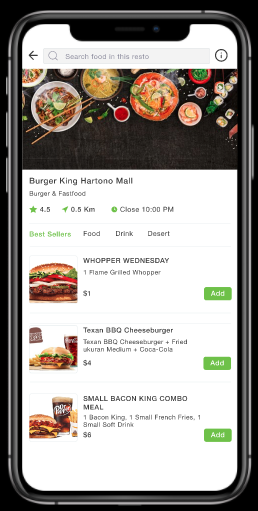 Search food in this resto
Burger King Hartono Mall
Burger & Fastfood
4.5
0.5 Km
Close 10:00 PM
Best Sellers
Food
Drink
Desert
WHOPPER WEDNESDAY
1 Flame Grilled Whopper
$1
Add
Texan BBQ Cheeseburger
Texan BBQ Cheeseburger + Fried
ukuran Medium + Coca-Cola
$4
Add
SMALL BACON KING COMBO
MEAL
1 Bacon King, 1 Small French Fries, 1
Small Soft Drink
$6
Add